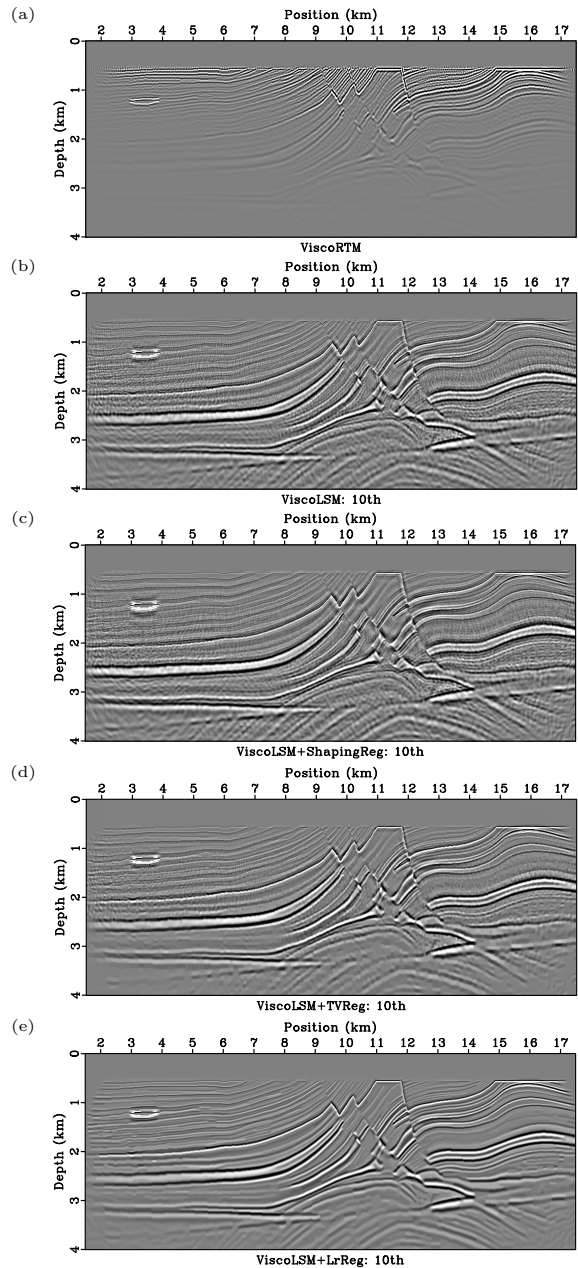 (a)
Position (km)
2 3 4 5 6 7 8 9 10 11 12 13 14 15 16 17
Depth (km)
0
1
2
3
4
ViscoRTM
(b)
Position (km)
2 3 4 5 6 7 8 9 10 11 12 13 14 15 16 17
Depth (km)
0
1
2
3
4
ViscoLSM: 10th
(c)
Position (km)
2 3 4 5 6 7 8 9 10 11 12 13 14 15 16 17
Depth (km)
0
1
2
3
4
ViscoLSM+ShapingReg: 10th
(d)
Position (km)
2 3 4 5 6 7 8 9 10 11 12 13 14 15 16 17
Depth (km)
0
1
2
3
4
ViscoLSM+TVReg: 10th
(e)
Position (km)
2 3 4 5 6 7 8 9 10 11 12 13 14 15 16 17
Depth (km)
0
1
2
3
4
ViscoLSM+LrReg: 10th